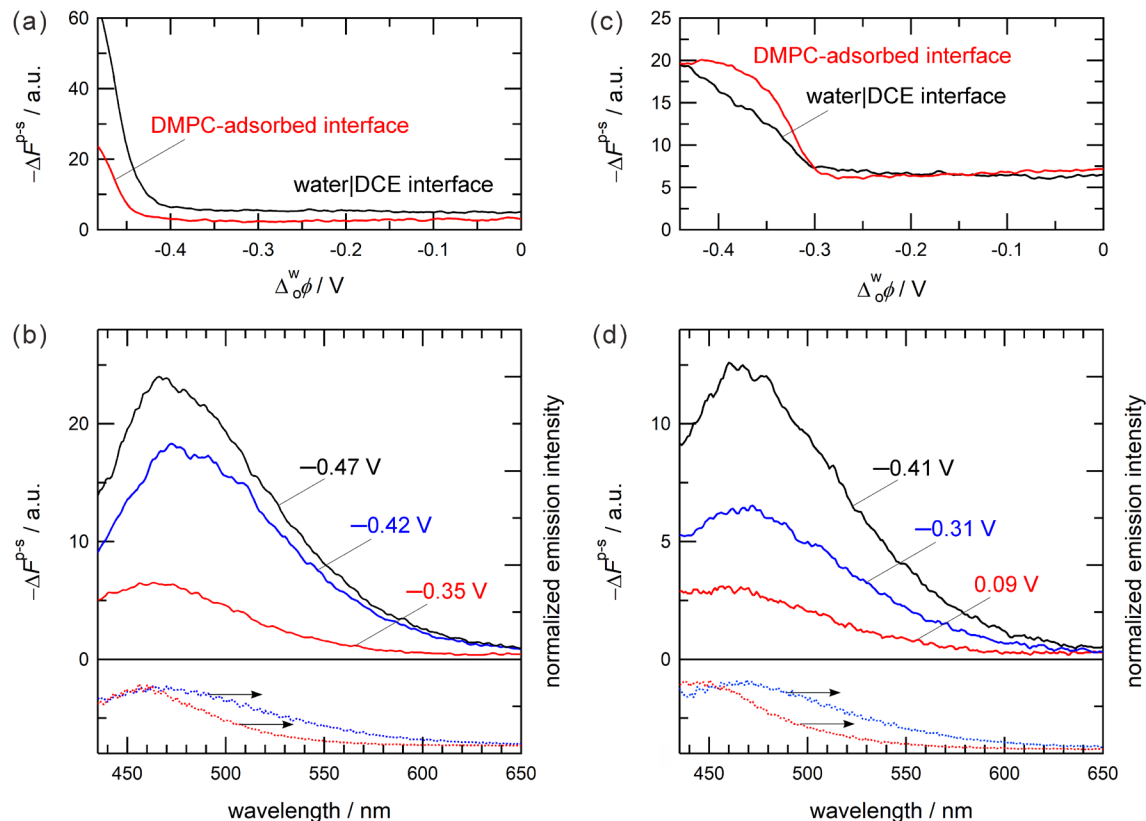 (a)
60
40
20
0
−ΔF^p-s / a.u.
DMPC-adsorbed interface
water|DCE interface
-0.4
-0.3
-0.2
-0.1
0
Δ^w_oϕ / V
(c)
25
20
15
10
5
0
−ΔF^p-s / a.u.
DMPC-adsorbed interface
water|DCE interface
-0.4
-0.3
-0.2
-0.1
0
Δ^w_oϕ / V
(b)
20
10
0
−ΔF^p-s / a.u.
−0.47 V
−0.42 V
−0.35 V
normalized emission intensity
450
500
550
600
650
wavelength / nm
(d)
10
5
0
−ΔF^p-s / a.u.
−0.41 V
−0.31 V
0.09 V
normalized emission intensity
450
500
550
600
650
wavelength / nm